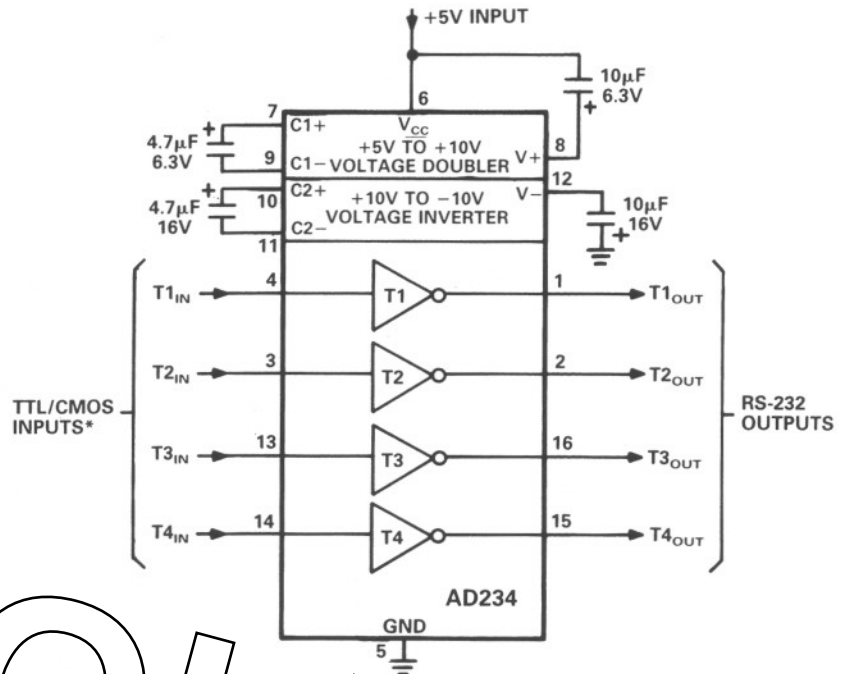 +5V INPUT
10µF
6.3V
+
6
7
C1+
V_CC
+5V TO +10V
VOLTAGE DOUBLER
V+
8
+
4.7µF
6.3V
9
C1−
12
10
C2+
+10V TO −10V
VOLTAGE INVERTER
V−
+
4.7µF
16V
C2−
11
10µF
16V
+
T1IN
4
T1
1
T1OUT
T2IN
3
T2
2
T2OUT
TTL/CMOS
INPUTS*
RS-232
OUTPUTS
T3IN
13
T3
16
T3OUT
T4IN
14
T4
15
T4OUT
AD234
GND
5